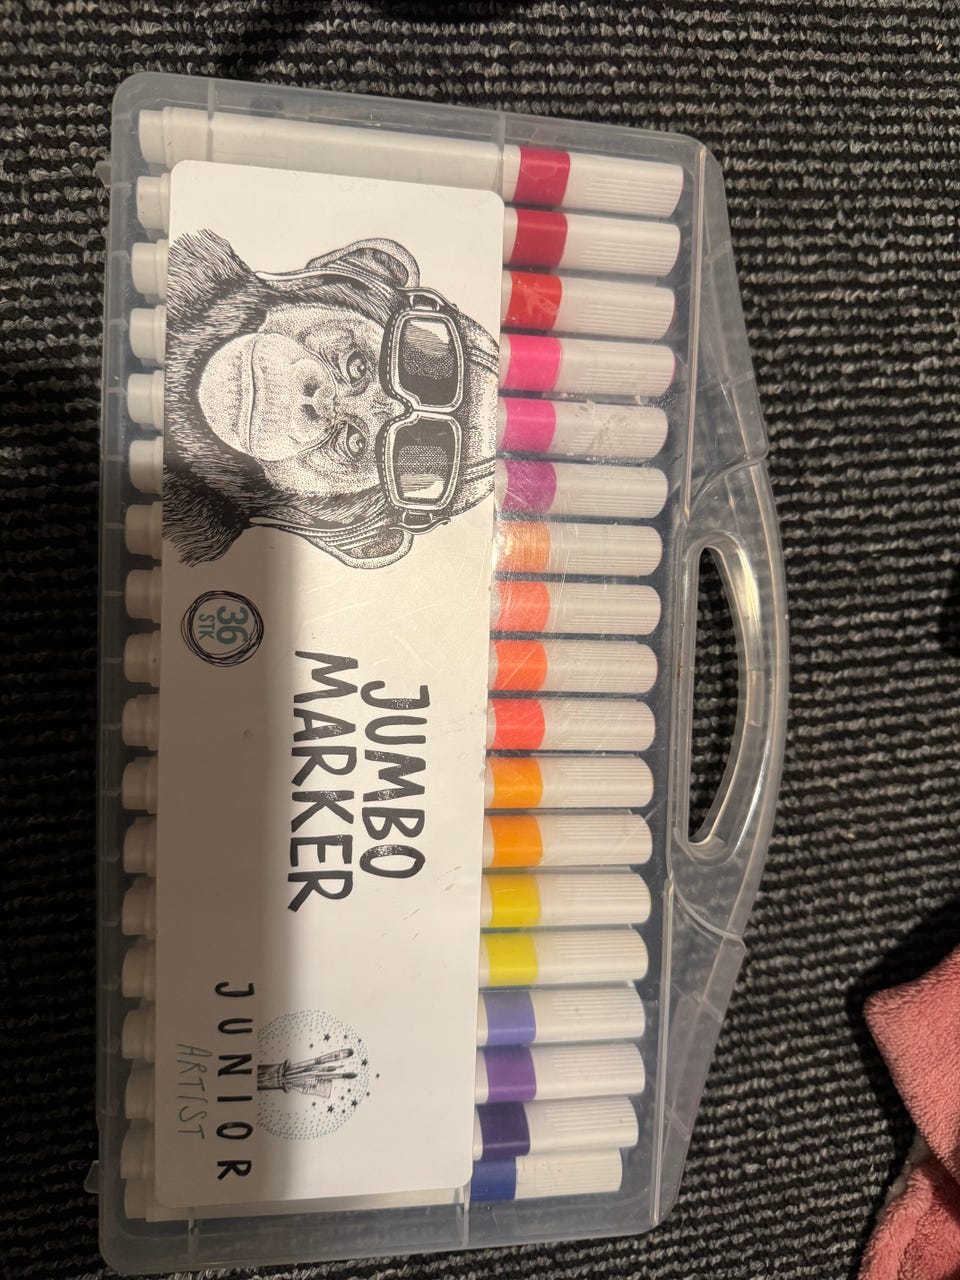 36
STK
JUMBO
MARKER
JUNIOR
ARTIST